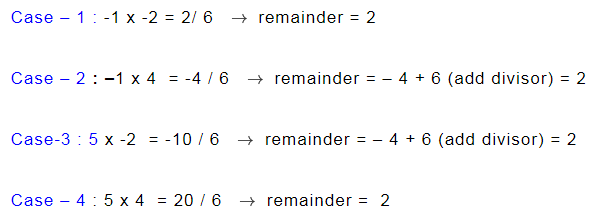 Case – 1 : -1 x -2 = 2/ 6 → remainder = 2
Case – 2 : –1 x 4 = -4 / 6 → remainder = – 4 + 6 (add divisor) = 2
Case-3 : 5 x -2 = -10 / 6 → remainder = – 4 + 6 (add divisor) = 2
Case – 4 : 5 x 4 = 20 / 6 → remainder = 2